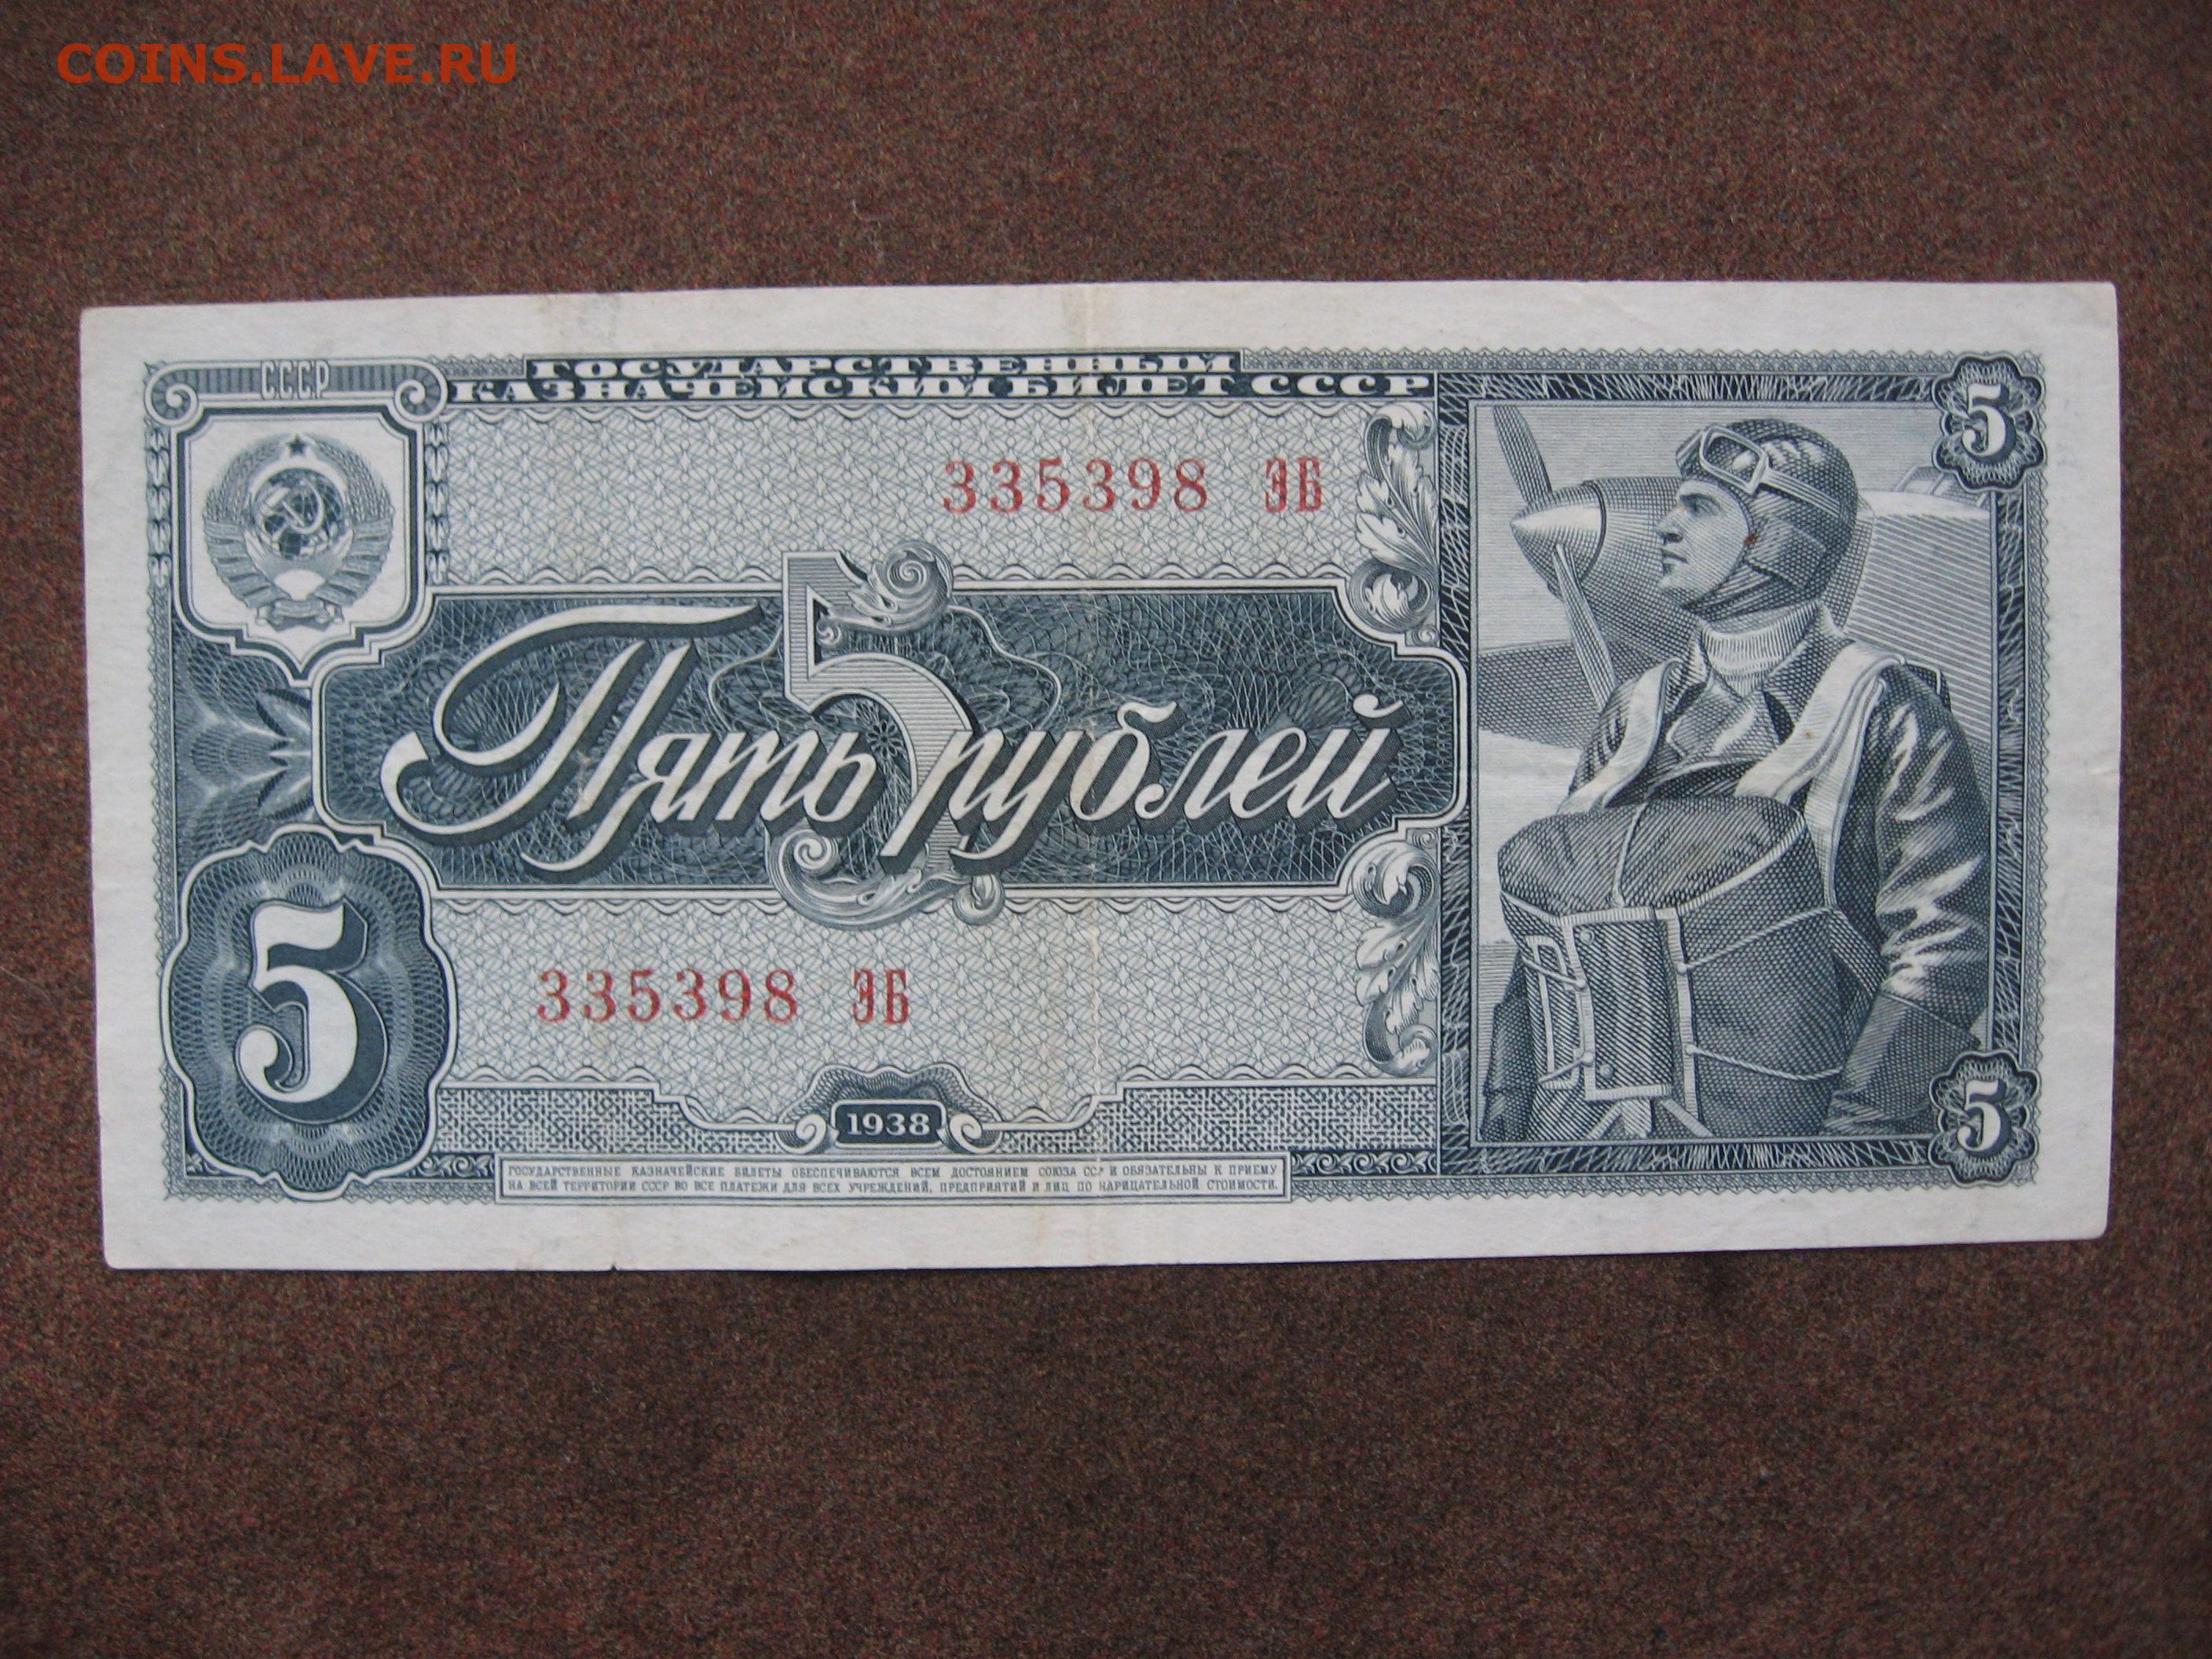 COINS.LAVE.RU
СССР
ГОСУДАРСТВЕННЫЙ
КАЗНАЧЕЙСКИЙ БИЛЕТ СССР
5
335398 ЭБ
5
Пять рублей
5
335398 ЭБ
1938
5
ГОСУДАРСТВЕННЫЕ КАЗНАЧЕЙСКИЕ БИЛЕТЫ ОБЕСПЕЧИВАЮТСЯ ВСЕМ ДОСТОЯНИЕМ СОЮЗА ССР И ОБЯЗАТЕЛЬНЫ К ПРИЕМУ
НА ВСЕЙ ТЕРРИТОРИИ СССР ВО ВСЕ ПЛАТЕЖИ ДЛЯ ВСЕХ УЧРЕЖДЕНИЙ, ПРЕДПРИЯТИЙ И ЛИЦ ПО НАРИЦАТЕЛЬНОЙ СТОИМОСТИ.